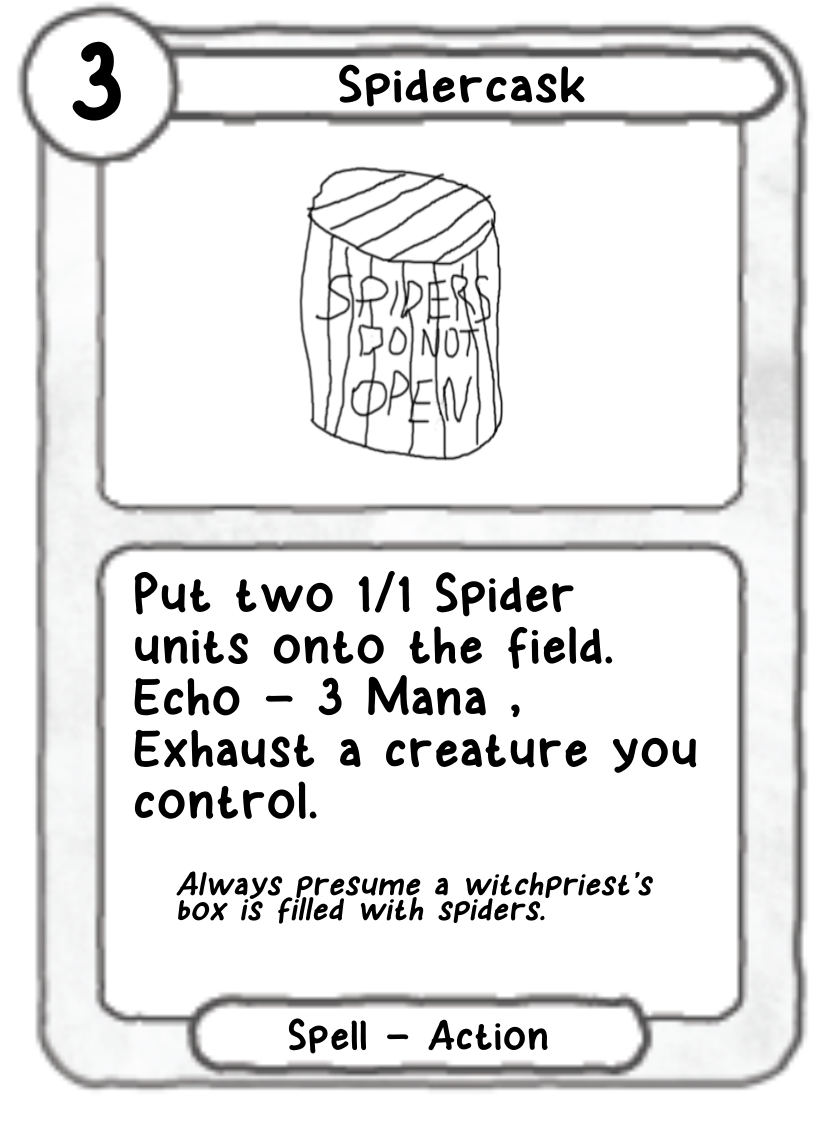 3
Spidercask
SPIDERS
DO NOT
OPEN
Put two 1/1 Spider
units onto the field.
Echo - 3 Mana ,
Exhaust a creature you
control.
Always presume a witchpriest's
box is filled with spiders.
Spell - Action